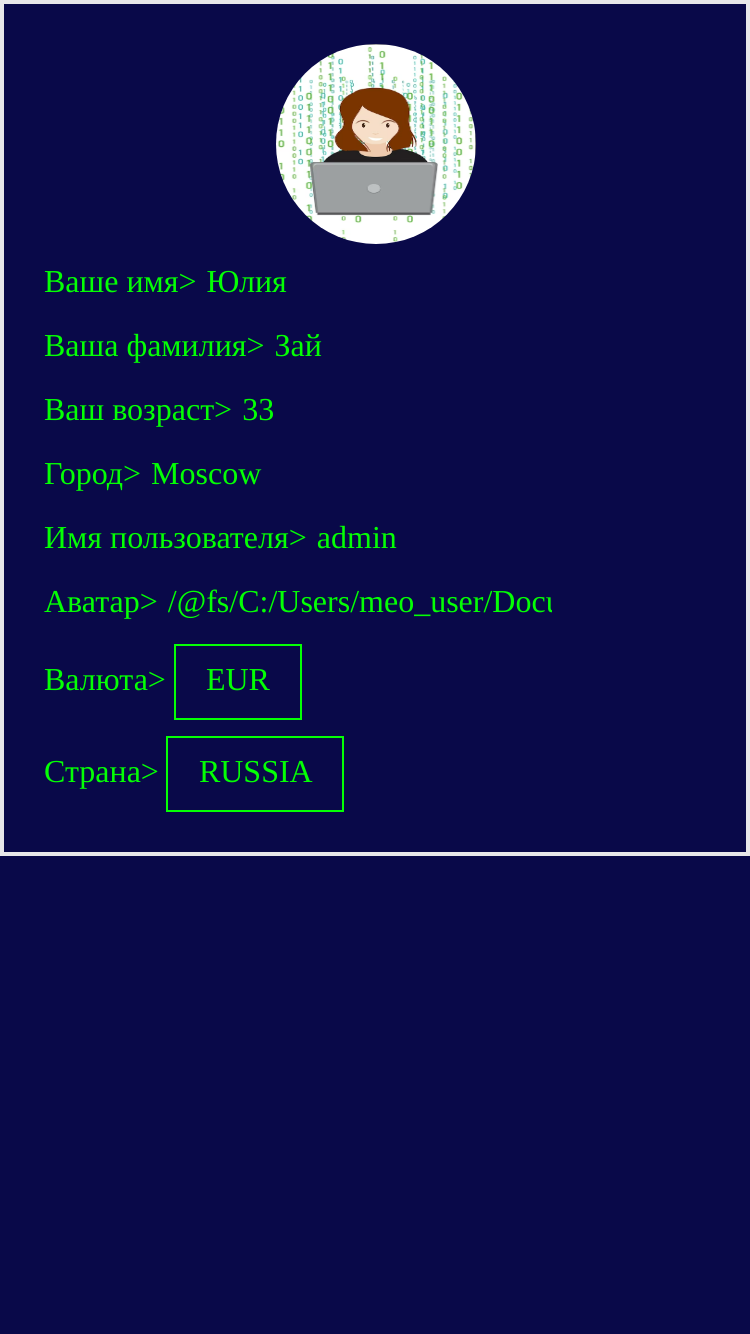 Ваше имя> Юлия
Ваша фамилия> Зай
Ваш возраст> 33
Город> Moscow
Имя пользователя> admin
Аватар> /@fs/C:/Users/meo_user/Docu
Валюта> EUR
Страна> RUSSIA